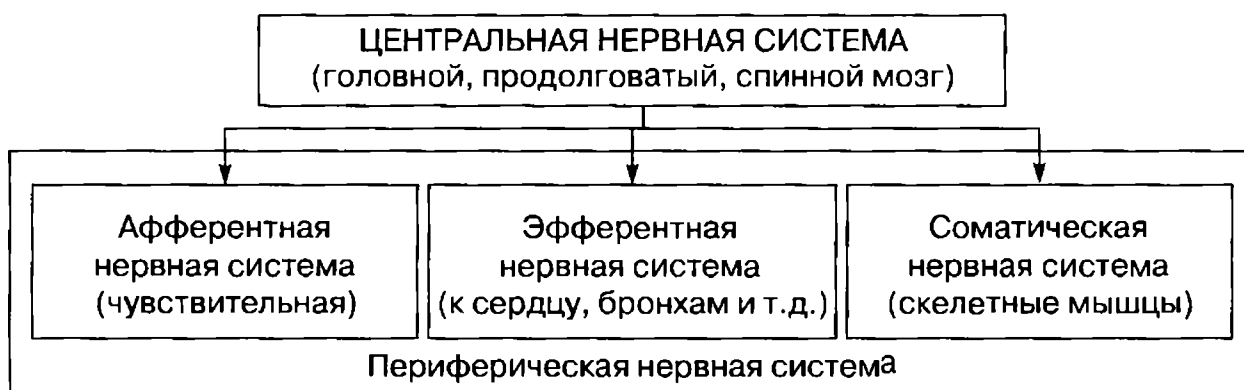 ЦЕНТРАЛЬНАЯ НЕРВНАЯ СИСТЕМА
(головной, продолговатый, спинной мозг)
Афферентная
нервная система
(чувствительная)
Эфферентная
нервная система
(к сердцу, бронхам и т.д.)
Соматическая
нервная система
(скелетные мышцы)
Периферическая нервная система